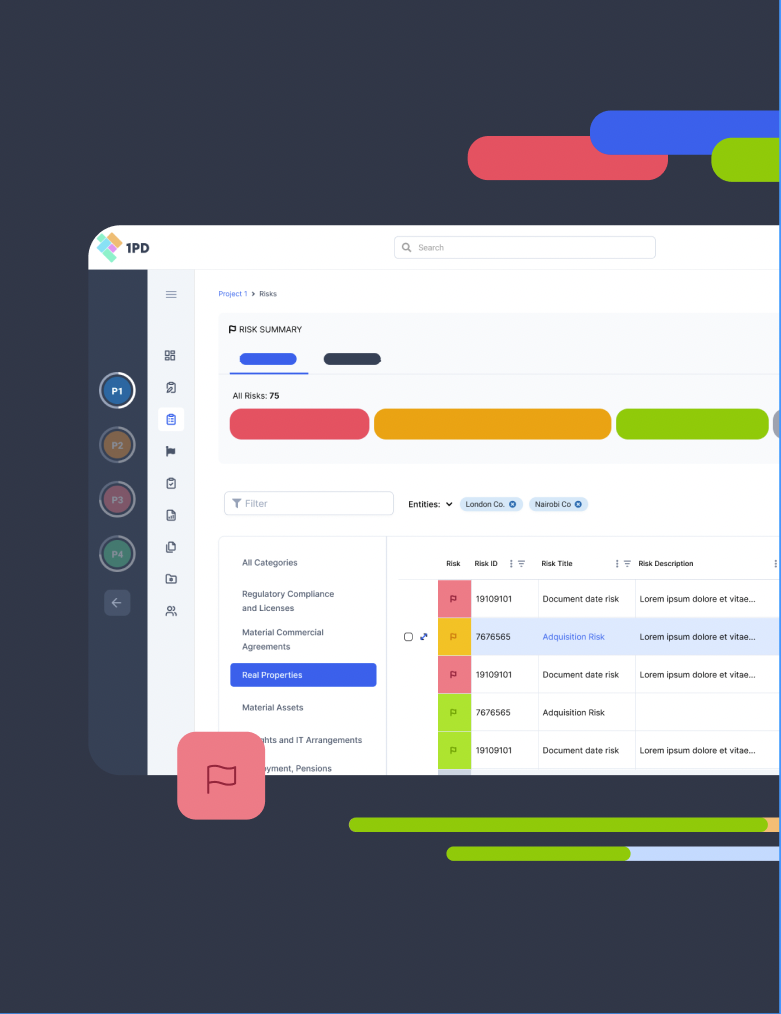 1PD
Search
Project 1 > Risks
RISK SUMMARY
All Risks: 75
P1
P2
P3
P4
Filter
Entities:
London Co.
Nairobi Co
All Categories
Regulatory Compliance
and Licenses
Material Commercial
Agreements
Real Properties
Material Assets
hts and IT Arrangements
yment, Pensions
Risk Risk ID Risk Title Risk Description
19109101 Document date risk Lorem ipsum dolore et vitae...
7676565 Adquisition Risk Lorem ipsum dolore et vitae...
19109101 Document date risk Lorem ipsum dolore et vitae...
7676565 Adquisition Risk
19109101 Document date risk Lorem ipsum dolore et vitae...